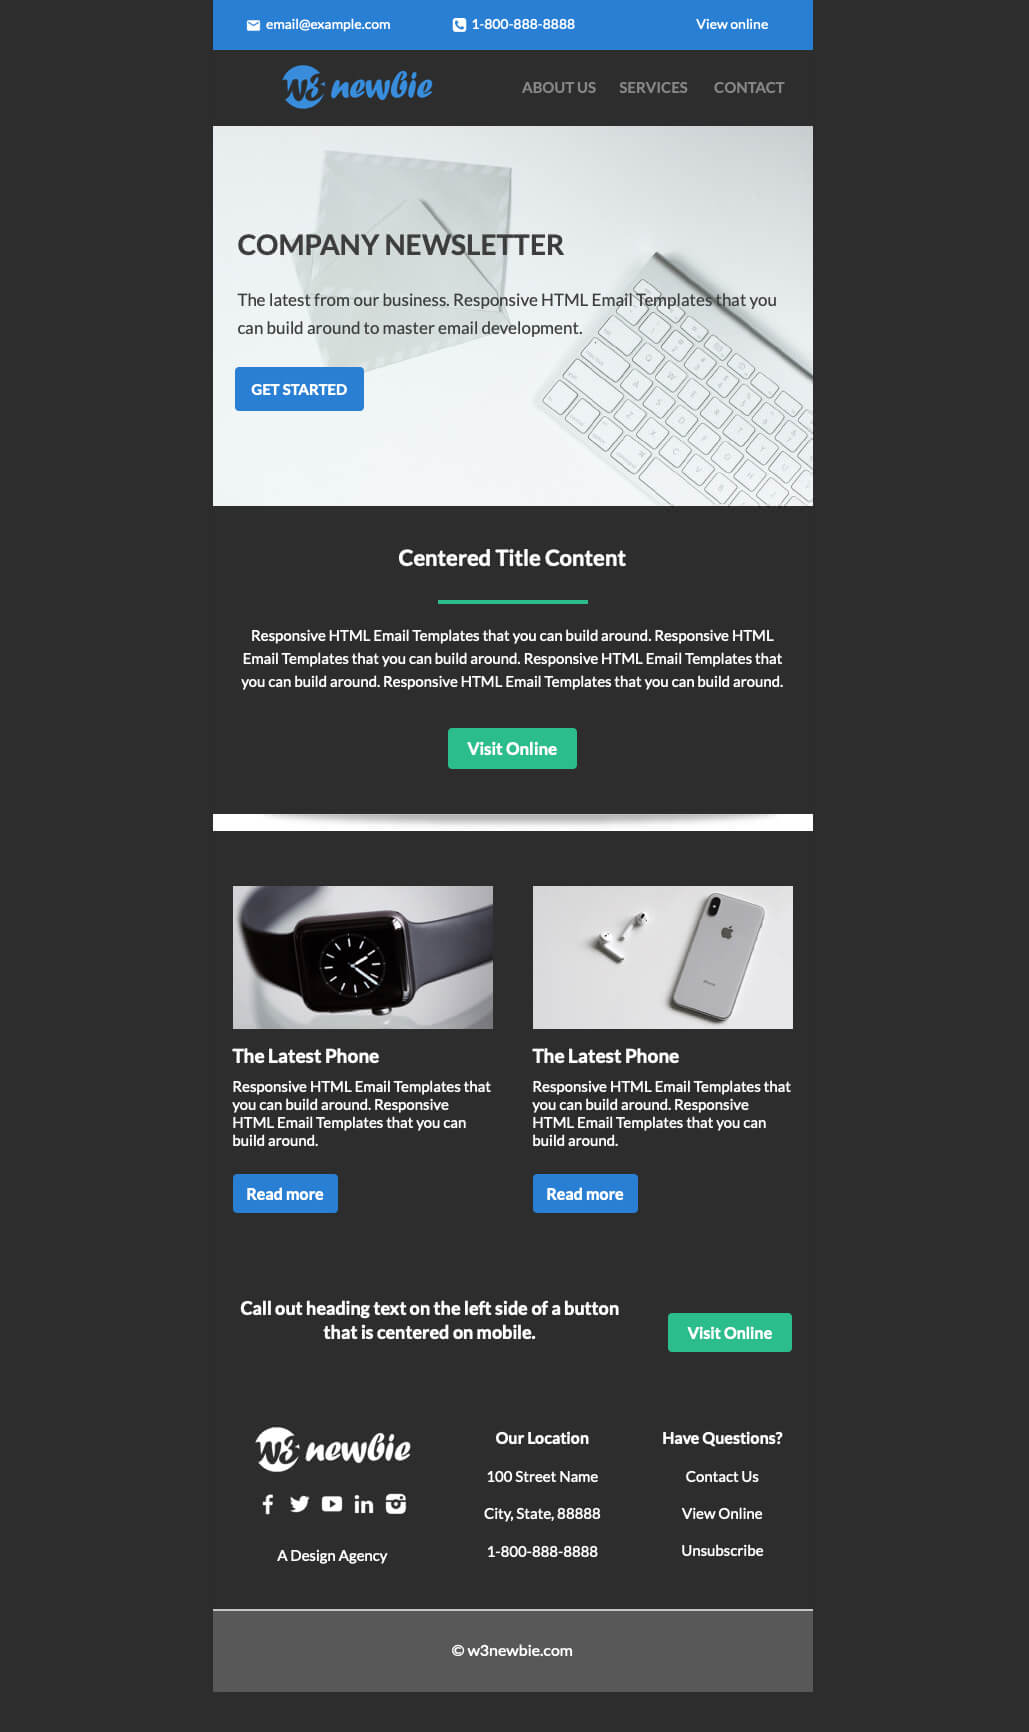 email@example.com
1-800-888-8888
View online
W3 newbie
ABOUT US
SERVICES
CONTACT
COMPANY NEWSLETTER
The latest from our business. Responsive HTML Email Templates that you
can build around to master email development.
GET STARTED
Centered Title Content
Responsive HTML Email Templates that you can build around. Responsive HTML
Email Templates that you can build around. Responsive HTML Email Templates that
you can build around. Responsive HTML Email Templates that you can build around.
Visit Online
The Latest Phone
Responsive HTML Email Templates that
you can build around. Responsive
HTML Email Templates that you can
build around.
Read more
The Latest Phone
Responsive HTML Email Templates that
you can build around. Responsive
HTML Email Templates that you can
build around.
Read more
Call out heading text on the left side of a button
that is centered on mobile.
Visit Online
W3 newbie
A Design Agency
Our Location
100 Street Name
City, State, 88888
1-800-888-8888
Have Questions?
Contact Us
View Online
Unsubscribe
© w3newbie.com